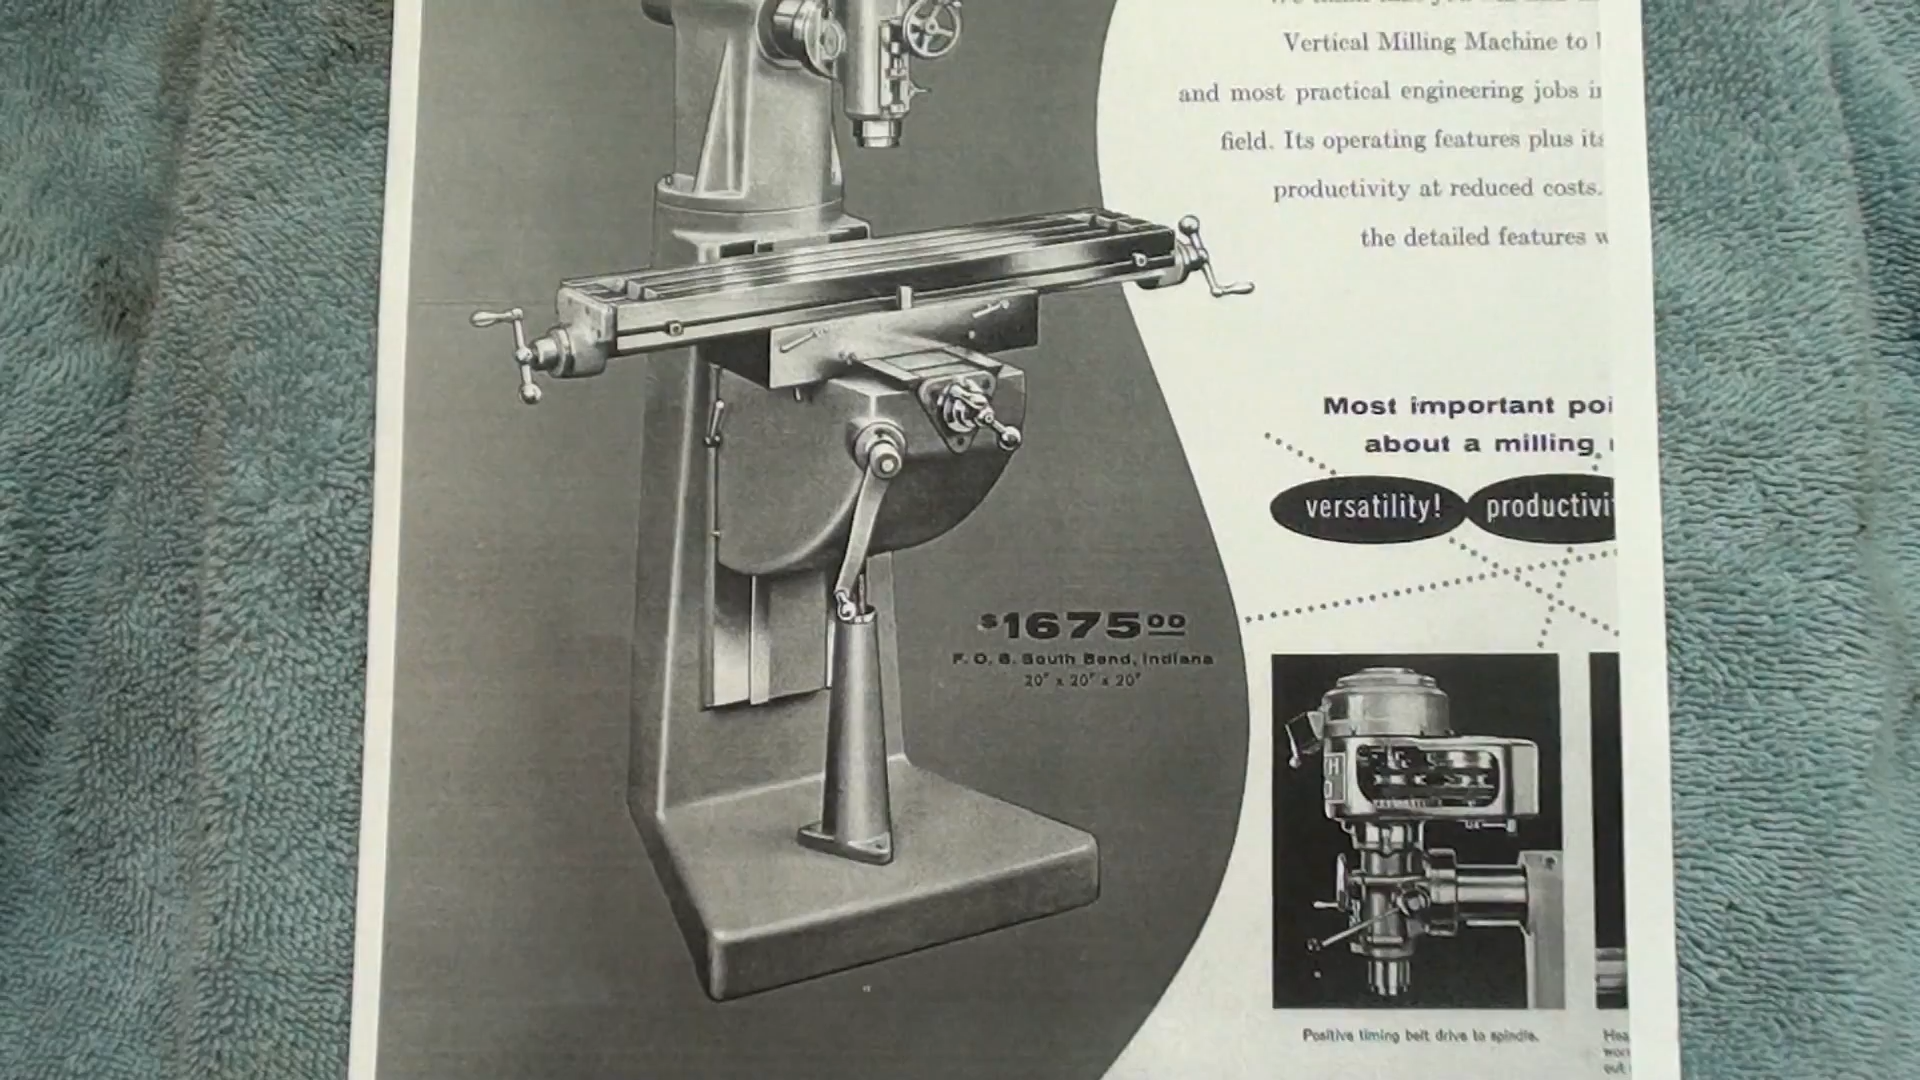 Vertical Milling Machine to
and most practical engineering jobs
field. Its operating features plus its
productivity at reduced costs.
the detailed features
Most important poi
about a milling
versatility! productivi
$1675.00
F. O. B. South Bend, Indiana
20" x 20" x 20"
Positive timing belt drive to spindle.